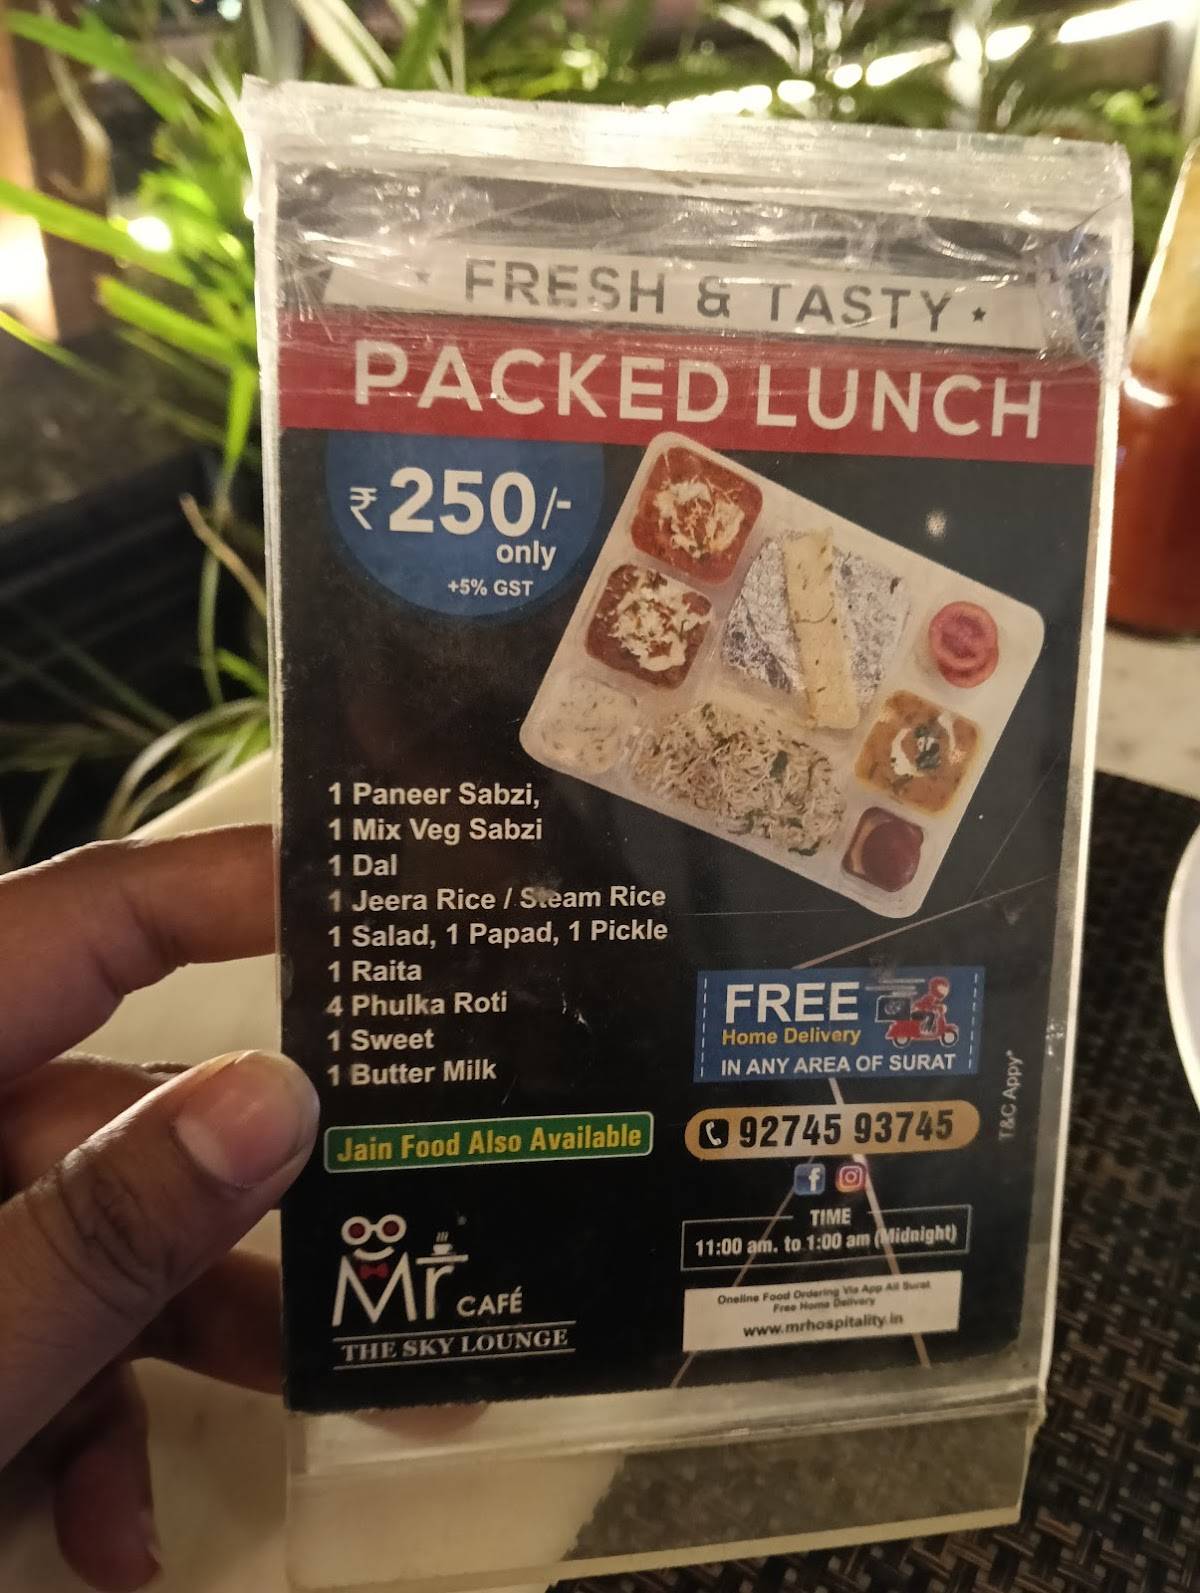 FRESH & TASTY
PACKED LUNCH
₹250/-
only
+5% GST
1 Paneer Sabzi,
1 Mix Veg Sabzi
1 Dal
1 Jeera Rice / Steam Rice
1 Salad, 1 Papad, 1 Pickle
1 Raita
4 Phulka Roti
1 Sweet
1 Butter Milk
Jain Food Also Available
FREE
Home Delivery
IN ANY AREA OF SURAT
T&C Appy*
92745 93745
TIME
11:00 am. to 1:00 am (Midnight)
Oneline Food Ordering Via App All Surat
Free Home Delivery
www.mrhospitality.in
Mr CAFÉ
THE SKY LOUNGE